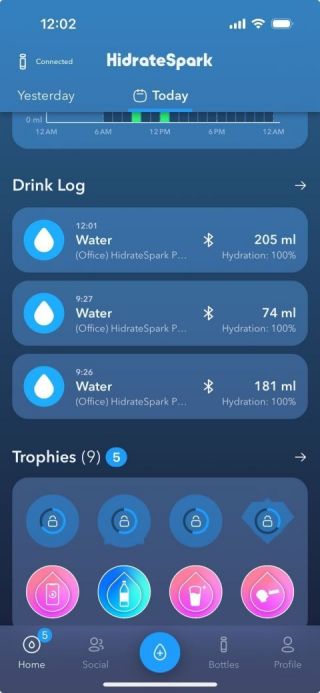 12:02
Connected
HidrateSpark
Yesterday
Today
0 ml
12 AM 6 AM 12 PM 6 PM 12 AM
Drink Log
12:01
Water
205 ml
(Office) HidrateSpark P...
Hydration: 100%
9:27
Water
74 ml
(Office) HidrateSpark P...
Hydration: 100%
9:26
Water
181 ml
(Office) HidrateSpark P...
Hydration: 100%
Trophies (9) 5
5
Home
Social
Bottles
Profile